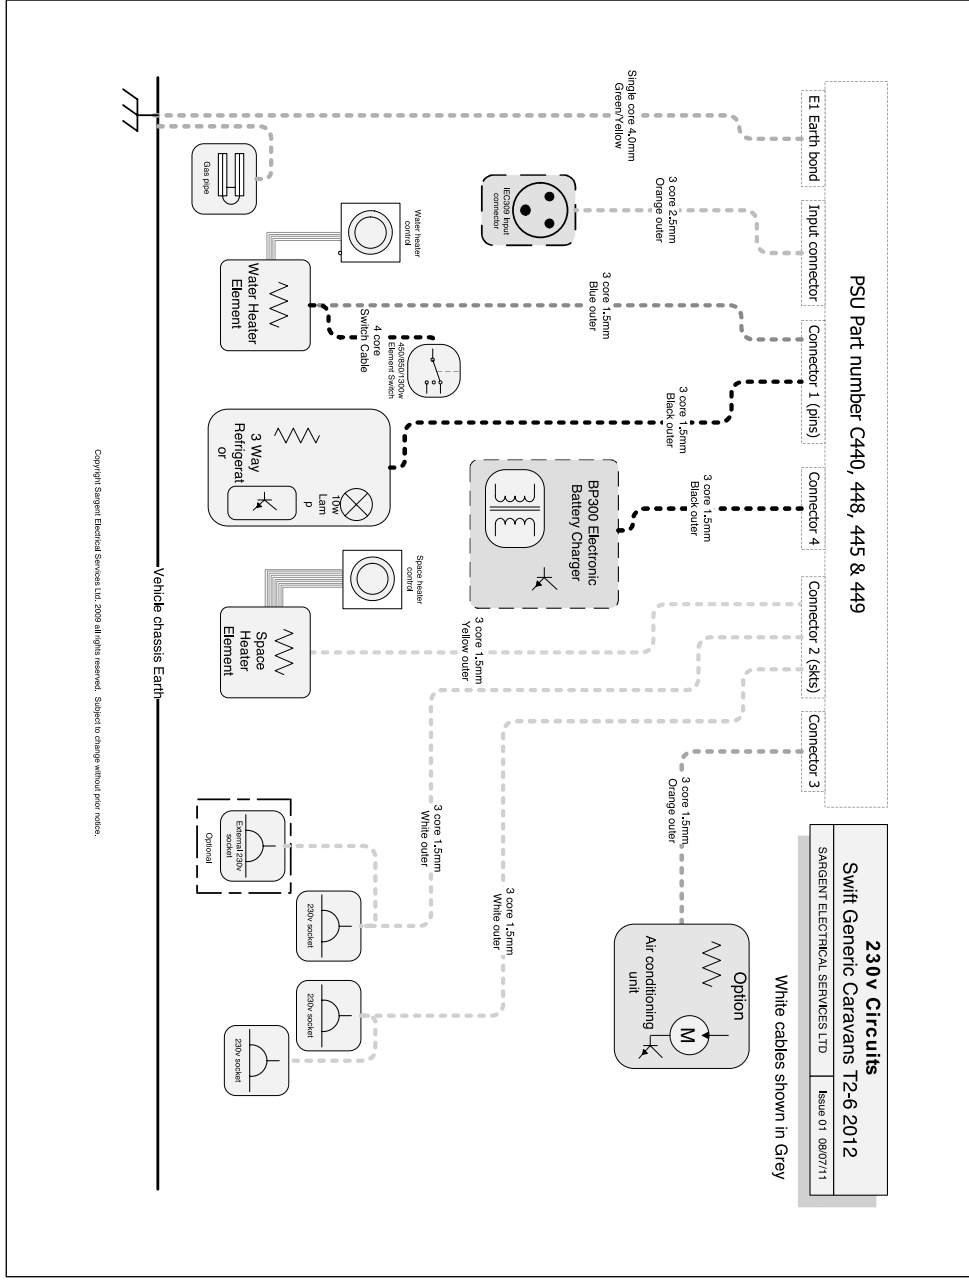 230v Circuits
Swift Generic Caravans T2-6 2012
SARGENT ELECTRICAL SERVICES LTD
Issue 01 08/07/11
White cables shown in Grey
PSU Part number C440, 448, 445 & 449
E1 Earth bond
Input connector
Connector 1 (pins)
Connector 4
Connector 2 (skts)
Connector 3
Single core 4.0mm
Green/Yellow
3 core 2.5mm
Orange outer
3 core 1.5mm
Blue outer
3 core 1.5mm
Black outer
3 core 1.5mm
Black outer
3 core 1.5mm
Yellow outer
3 core 1.5mm
White outer
3 core 1.5mm
White outer
3 core 1.5mm
Orange outer
IEC309 Input
connector
Gas pipe
Water heater
control
Water Heater
Element
4 core
Switch Cable
450/850/1300w
Element Switch
3 Way
Refrigerat
or
10w
Lam
p
BP300 Electronic
Battery Charger
Space heater
control
Space
Heater
Element
Option
M
Air conditioning
unit
External 230v
socket
Optional
230v socket
230v socket
230v socket
Vehicle chassis Earth
Copyright Sargent Electrical Services Ltd. 2009 all rights reserved. Subject to change without prior notice.